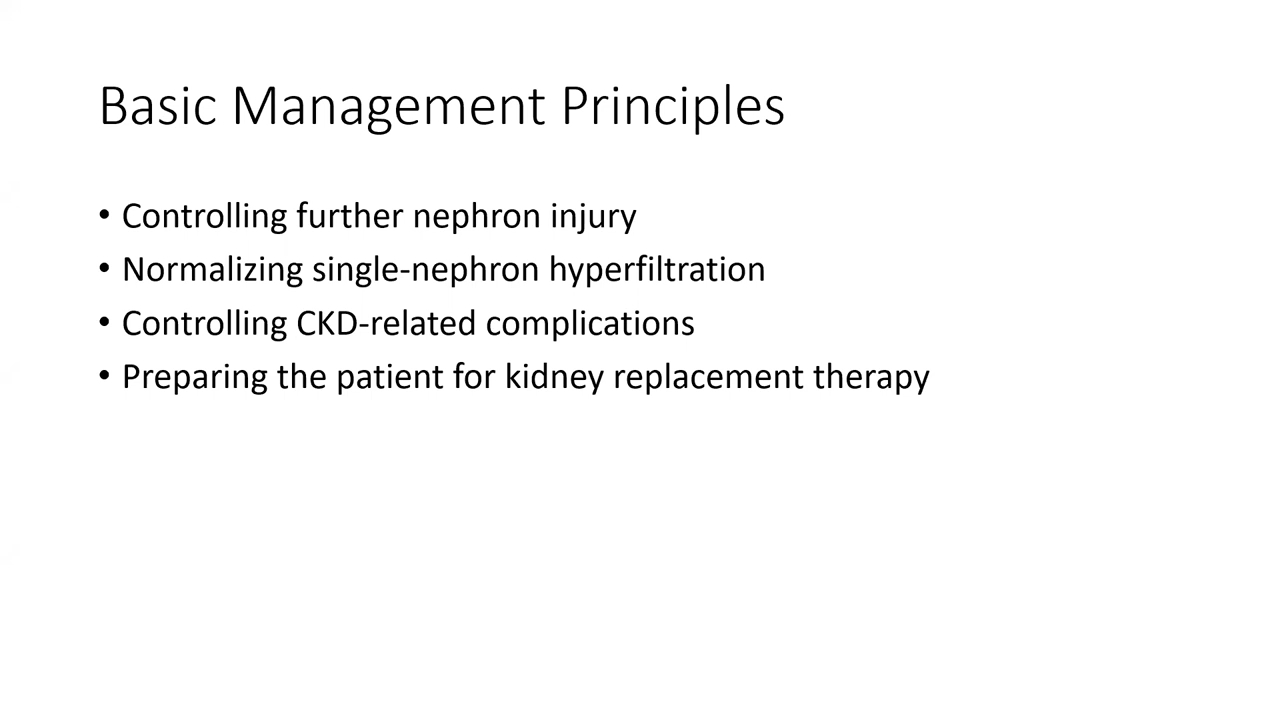 Basic Management Principles
• Controlling further nephron injury
• Normalizing single-nephron hyperfiltration
• Controlling CKD-related complications
• Preparing the patient for kidney replacement therapy